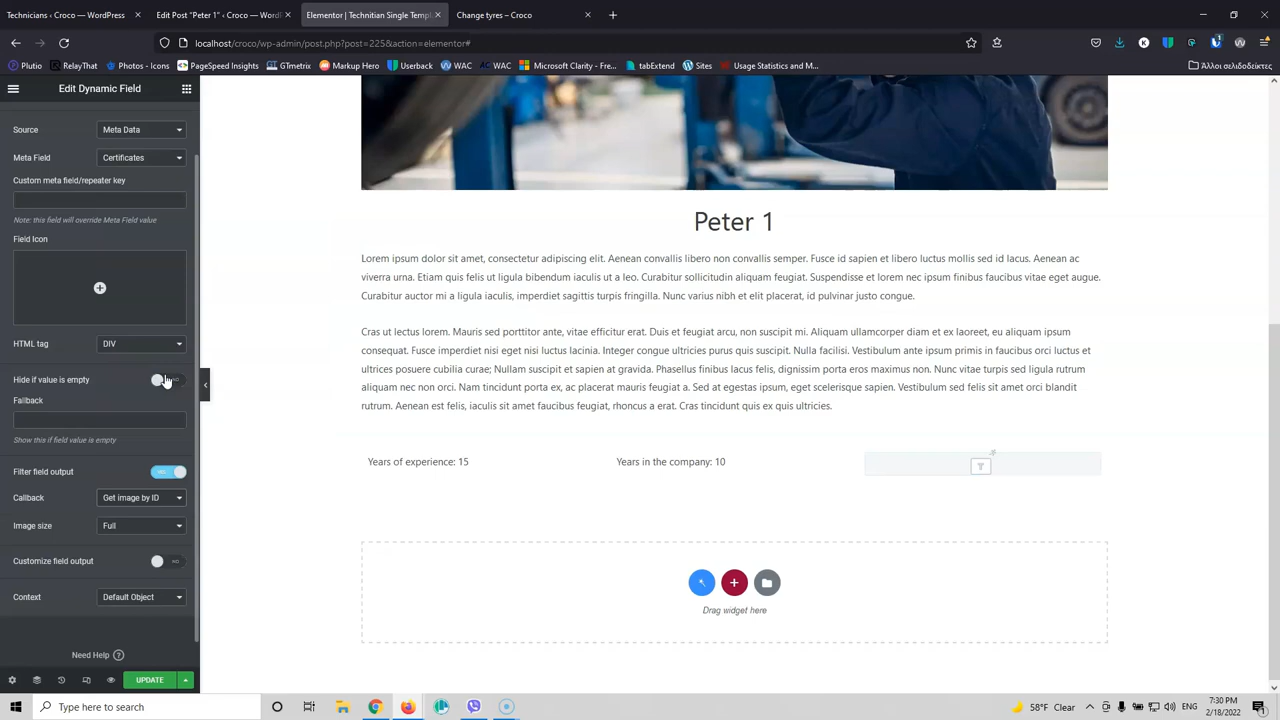 Technicians ‹ Croco — WordPr
Edit Post "Peter 1" ‹ Croco — Wor
Elementor | Technitian Single Templ
Change tyres – Croco
localhost/croco/wp-admin/post.php?post=225&action=elementor#
Plutio
RelayThat
Photos - Icons
PageSpeed Insights
GTmetrix
Markup Hero
Userback
WAC
WAC
Microsoft Clarity - Fre...
tabExtend
Sites
Usage Statistics and M...
Άλλοι σελιδοδείκτες
Edit Dynamic Field
Source
Meta Data
Meta Field
Certificates
Custom meta field/repeater key
Note: this field will override Meta Field value
Field Icon
HTML tag
DIV
Hide if value is empty
NO
Fallback
Show this if field value is empty
Filter field output
YES
Callback
Get image by ID
Image size
Full
Customize field output
NO
Context
Default Object
Need Help
UPDATE
Peter 1
Lorem ipsum dolor sit amet, consectetur adipiscing elit. Aenean convallis libero non convallis semper. Fusce id sapien et libero luctus mollis sed id lacus. Aenean ac
viverra urna. Etiam quis felis ut ligula bibendum iaculis ut a leo. Curabitur sollicitudin aliquam feugiat. Suspendisse et lorem nec ipsum finibus faucibus vitae eget augue.
Curabitur auctor mi a ligula iaculis, imperdiet sagittis turpis fringilla. Nunc varius nibh et elit placerat, id pulvinar justo congue.
Cras ut lectus lorem. Mauris sed porttitor ante, vitae efficitur erat. Duis et feugiat arcu, non suscipit mi. Aliquam ullamcorper diam et ex laoreet, eu aliquam ipsum
consequat. Fusce imperdiet nisi eget nisi luctus lacinia. Integer congue ultricies purus quis suscipit. Nulla facilisi. Vestibulum ante ipsum primis in faucibus orci luctus et
ultrices posuere cubilia curae; Nullam suscipit et sapien at gravida. Phasellus finibus lacus felis, dignissim porta eros maximus non. Nunc vitae turpis sed ligula rutrum
aliquam nec non orci. Nam tincidunt porta ex, ac placerat mauris feugiat a. Sed at egestas ipsum, eget scelerisque sapien. Vestibulum sed felis sit amet orci blandit
rutrum. Aenean est felis, iaculis sit amet faucibus feugiat, rhoncus a erat. Cras tincidunt quis ex quis ultricies.
Years of experience: 15
Years in the company: 10
Drag widget here
Type here to search
58°F Clear
7:30 PM
2/18/2022